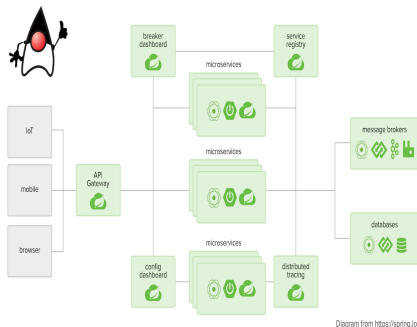 breaker
dashboard
service
registry
microservices
IoT
mobile
browser
API
Gateway
microservices
message brokers
databases
microservices
config
dashboard
distributed
tracing
Diagram from https://spring.io